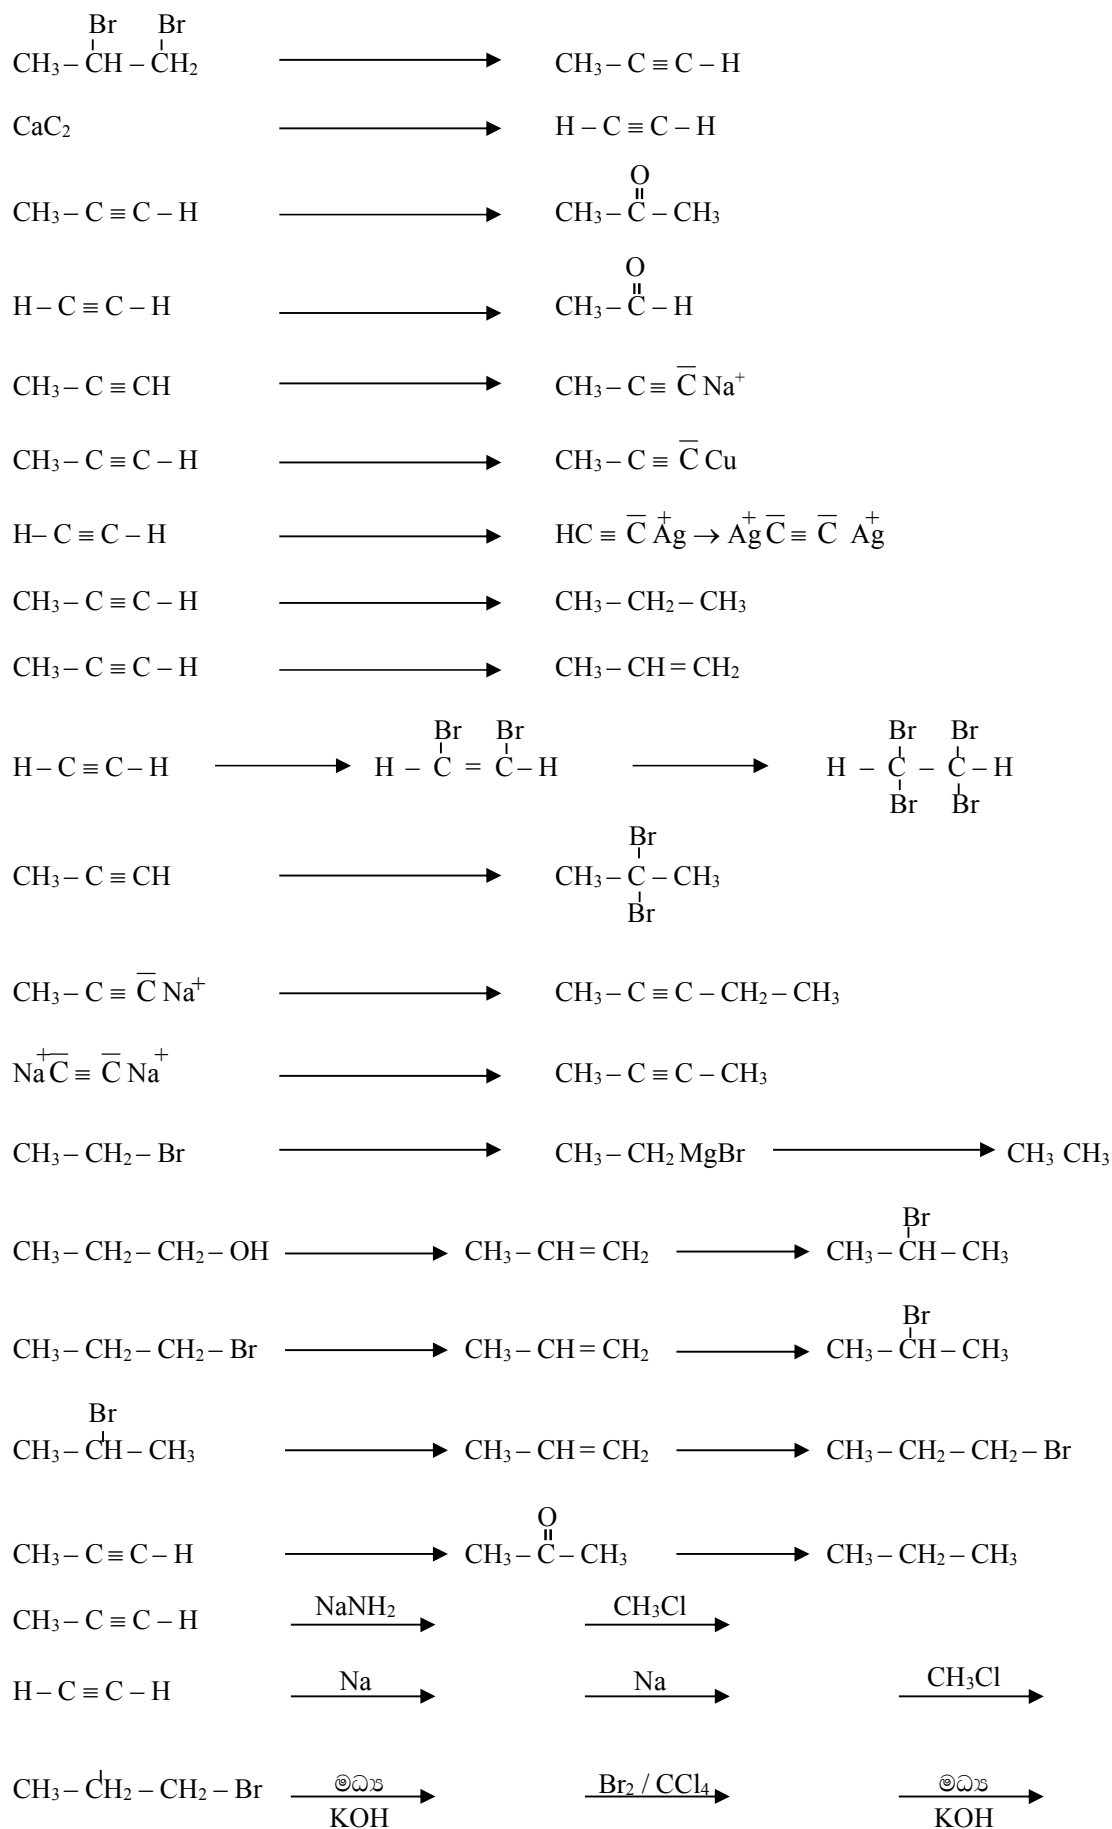 Br Br
CH₃ – CH – CH₂ ⟶ CH₃ – C ≡ C – H
CaC₂ ⟶ H – C ≡ C – H
O
CH₃ – C ≡ C – H ⟶ CH₃ – C – CH₃
O
H – C ≡ C – H ⟶ CH₃ – C – H
CH₃ – C ≡ CH ⟶ CH₃ – C ≡ C̅ Na⁺
CH₃ – C ≡ C – H ⟶ CH₃ – C ≡ C̅ Cu
H – C ≡ C – H ⟶ HC ≡ C̅ Ag⁺ → Ag⁺ C̅ ≡ C̅ Ag⁺
CH₃ – C ≡ C – H ⟶ CH₃ – CH₂ – CH₃
CH₃ – C ≡ C – H ⟶ CH₃ – CH = CH₂
Br Br Br Br
H – C ≡ C – H ⟶ H – C = C – H ⟶ H – C – C – H
Br Br
Br
CH₃ – C ≡ CH ⟶ CH₃ – C – CH₃
Br
CH₃ – C ≡ C̅ Na⁺ ⟶ CH₃ – C ≡ C – CH₂ – CH₃
Na⁺ C̅ ≡ C̅ Na⁺ ⟶ CH₃ – C ≡ C – CH₃
CH₃ – CH₂ – Br ⟶ CH₃ – CH₂ MgBr ⟶ CH₃ CH₃
Br
CH₃ – CH₂ – CH₂ – OH ⟶ CH₃ – CH = CH₂ ⟶ CH₃ – CH – CH₃
Br
CH₃ – CH₂ – CH₂ – Br ⟶ CH₃ – CH = CH₂ ⟶ CH₃ – CH – CH₃
Br
CH₃ – CH – CH₃ ⟶ CH₃ – CH = CH₂ ⟶ CH₃ – CH₂ – CH₂ – Br
O
CH₃ – C ≡ C – H ⟶ CH₃ – C – CH₃ ⟶ CH₃ – CH₂ – CH₃
CH₃ – C ≡ C – H NaNH₂ ⟶ CH₃Cl ⟶
H – C ≡ C – H Na ⟶ Na ⟶ CH₃Cl ⟶
CH₃ – CH₂ – CH₂ – Br මධ්‍ය ⟶ Br₂ / CCl₄ ⟶ මධ්‍ය ⟶
KOH KOH